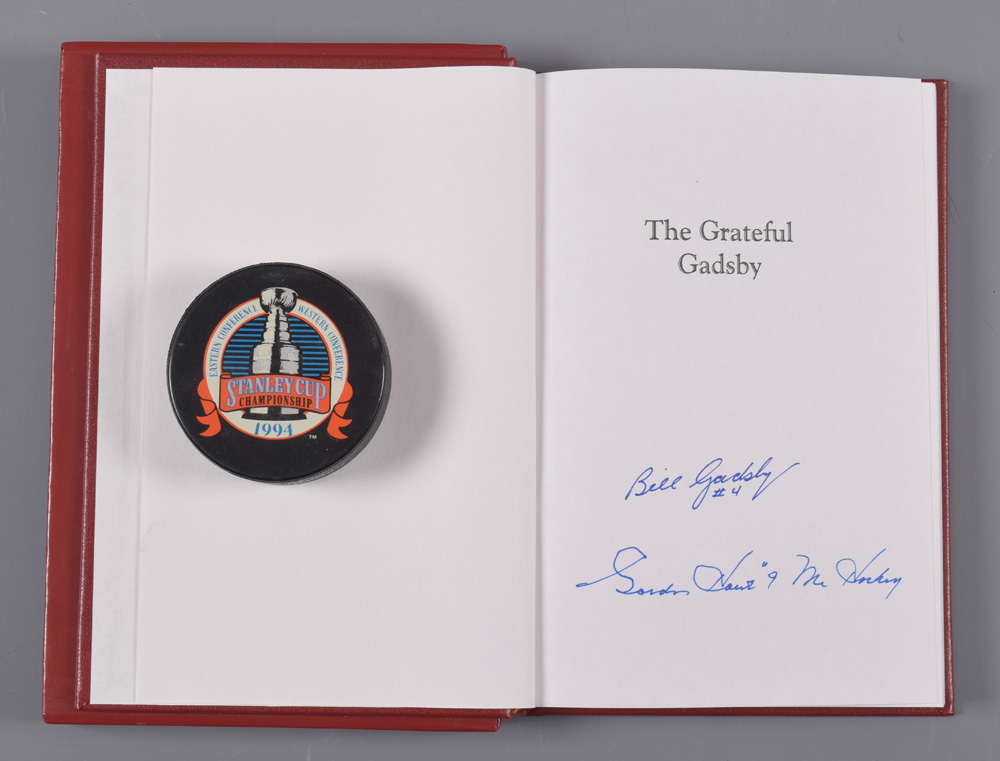 EASTERN CONFERENCE
WESTERN CONFERENCE
STANLEY CUP
CHAMPIONSHIP
1994
TM
The Grateful
Gadsby
Bill Gadsby
#4
Gordie Howe "9 Mr Hockey